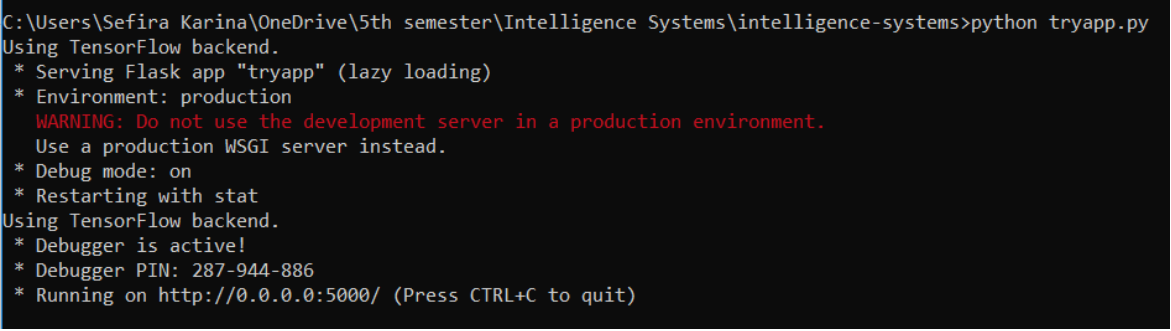 C:\Users\Sefira Karina\OneDrive\5th semester\Intelligence Systems\intelligence-systems>python tryapp.py
Using TensorFlow backend.
 * Serving Flask app "tryapp" (lazy loading)
 * Environment: production
   WARNING: Do not use the development server in a production environment.
   Use a production WSGI server instead.
 * Debug mode: on
 * Restarting with stat
Using TensorFlow backend.
 * Debugger is active!
 * Debugger PIN: 287-944-886
 * Running on http://0.0.0.0:5000/ (Press CTRL+C to quit)